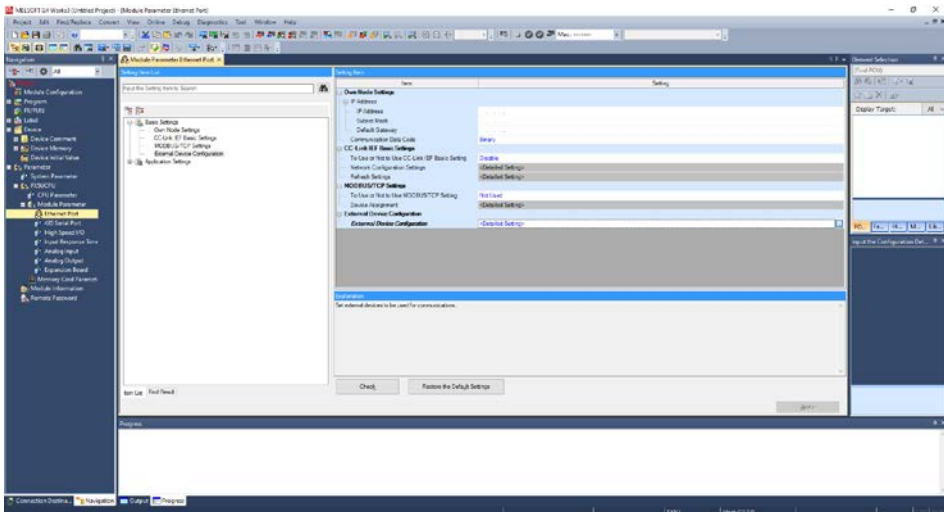 MELSOFT GX Works3 (Untitled Project) - [Module Parameter Ethernet Port]
Project Edit Find/Replace Convert View Online Debug Diagnostics Tool Window Help
Navigation
Module Parameter Ethernet Port
Element Selection
All
Setting Item List
Setting Item
(Find POU)
Input the Setting Item to Search
Item
Setting
Display Target:
All
Module Configuration
Program
FB/FUN
Label
Device
Device Comment
Device Memory
Device Initial Value
Parameter
System Parameter
FX5UCPU
CPU Parameter
Module Parameter
Ethernet Port
485 Serial Port
High Speed I/O
Input Response Time
Analog Input
Analog Output
Expansion Board
Memory Card Parameter
Module Information
Remote Password
Basic Settings
Own Node Settings
CC-Link IEF Basic Settings
MODBUS/TCP Settings
External Device Configuration
Application Settings
Own Node Settings
IP Address
IP Address
Subnet Mask
Default Gateway
Communication Data Code
Binary
CC-Link IEF Basic Settings
To Use or Not to Use CC-Link IEF Basic Setting
Disable
Network Configuration Settings
<Detailed Setting>
Refresh Settings
<Detailed Setting>
MODBUS/TCP Settings
To Use or Not to Use MODBUS/TCP Setting
Not Used
Device Assignment
<Detailed Setting>
External Device Configuration
External Device Configuration
<Detailed Setting>
Input the Configuration Det...
Explanation
Set external devices to be used for communications.
Item List
Find Result
Check
Restore the Default Settings
Apply
Progress
Connection Destina...
Navigation
Output
Progress